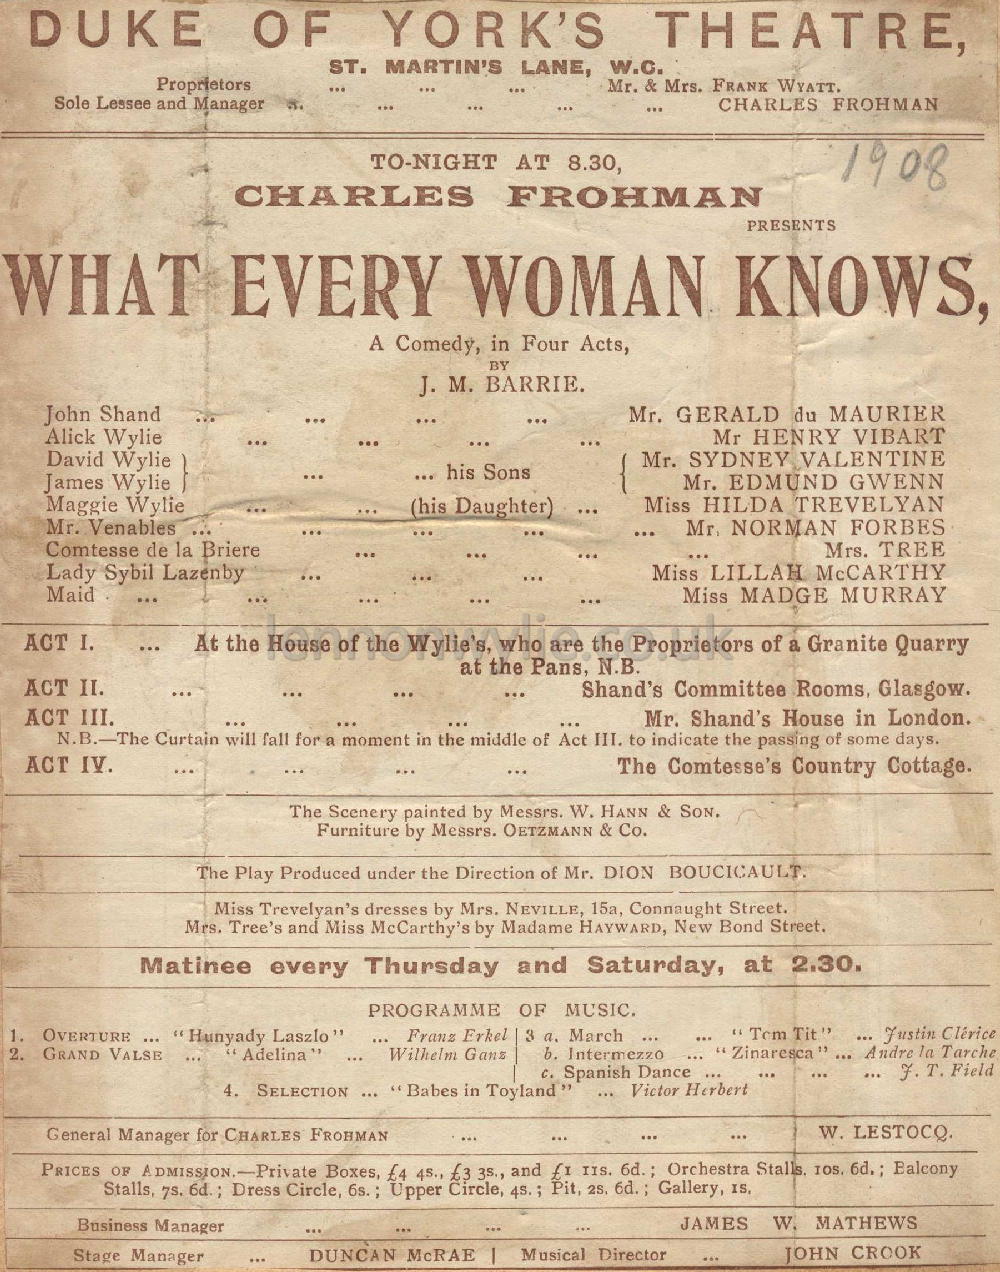 DUKE OF YORK'S THEATRE,
ST. MARTIN'S LANE, W.C.
Proprietors ... ... ... Mr. & Mrs. FRANK WYATT.
Sole Lessee and Manager ... ... ... ... ... CHARLES FROHMAN
1908
TO-NIGHT AT 8.30,
CHARLES FROHMAN
PRESENTS
WHAT EVERY WOMAN KNOWS,
A Comedy, in Four Acts,
BY
J. M. BARRIE.
John Shand ... ... ... ... Mr. GERALD du MAURIER
Alick Wylie ... ... ... ... Mr HENRY VIBART
David Wylie } ... ... his Sons { Mr. SYDNEY VALENTINE
James Wylie } Mr. EDMUND GWENN
Maggie Wylie ... ... (his Daughter) ... Miss HILDA TREVELYAN
Mr. Venables ... ... ... ... ... Mr. NORMAN FORBES
Comtesse de la Briere ... ... ... ... Mrs. TREE
Lady Sybil Lazenby ... ... ... Miss LILLAH McCARTHY
Maid ... ... ... ... ... Miss MADGE MURRAY
lennonwylie.co.uk
ACT I. ... At the House of the Wylie's, who are the Proprietors of a Granite Quarry
at the Pans, N.B.
ACT II. ... ... ... ... Shand's Committee Rooms, Glasgow.
ACT III. ... ... ... ... Mr. Shand's House in London.
N.B.—The Curtain will fall for a moment in the middle of Act III. to indicate the passing of some days.
ACT IV. ... ... ... ... The Comtesse's Country Cottage.
The Scenery painted by Messrs. W. HANN & SON.
Furniture by Messrs. OETZMANN & CO.
The Play Produced under the Direction of Mr. DION BOUCICAULT.
Miss Trevelyan's dresses by Mrs. NEVILLE, 15a, Connaught Street.
Mrs. Tree's and Miss McCarthy's by Madame HAYWARD, New Bond Street.
Matinee every Thursday and Saturday, at 2.30.
PROGRAMME OF MUSIC.
1. OVERTURE ... "Hunyady Laszlo" ... Franz Erkel
2. GRAND VALSE ... "Adelina" ... Wilhelm Ganz
3 a. March ... ... "Tom Tit" ... Justin Clérice
b. Intermezzo ... "Zinaresca" ... Andre la Tarche
c. Spanish Dance ... ... ... ... J. T. Field
4. SELECTION ... "Babes in Toyland" ... Victor Herbert
General Manager for CHARLES FROHMAN ... ... ... ... W. LESTOCQ.
PRICES OF ADMISSION.—Private Boxes, £4 4s., £3 3s., and £1 11s. 6d.; Orchestra Stalls. 10s. 6d.; Balcony
Stalls, 7s. 6d.; Dress Circle, 6s.; Upper Circle, 4s.; Pit, 2s. 6d.; Gallery, 1s.
Business Manager ... ... ... ... JAMES W. MATHEWS
Stage Manager ... DUNCAN McRAE | Musical Director ... JOHN CROOK